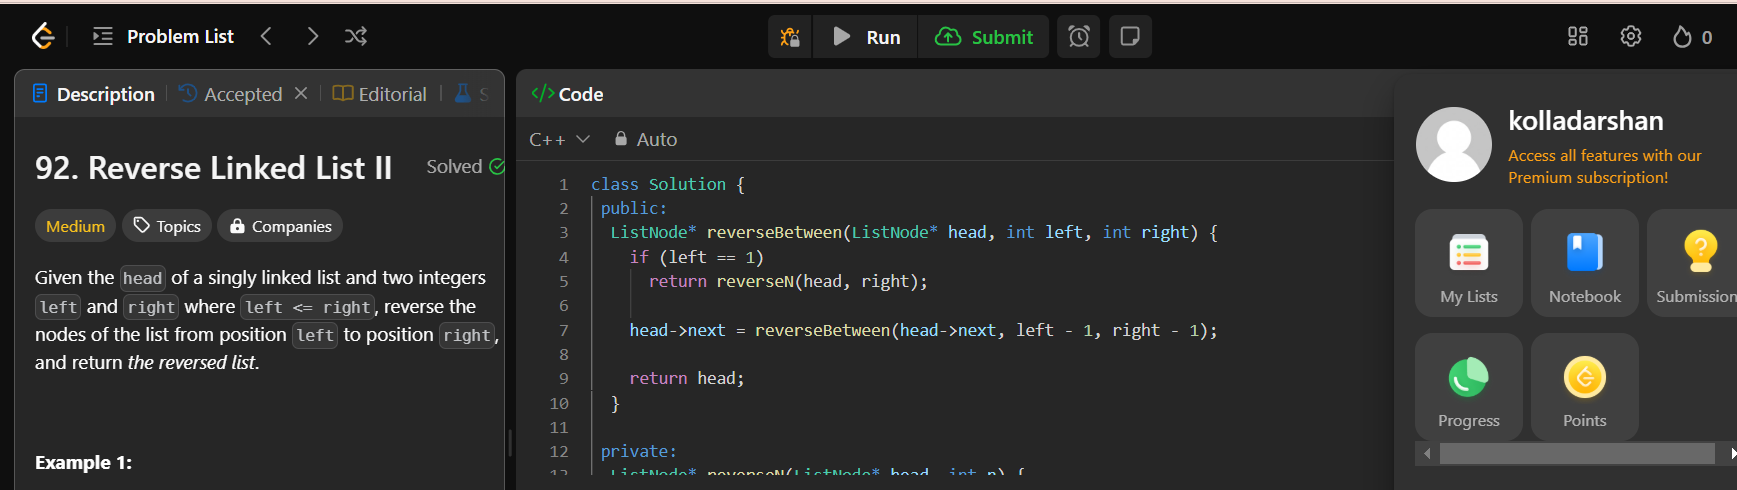 Problem List
Run
Submit
0
Description
Accepted
Editorial
S
Code
C++
Auto
92. Reverse Linked List II
Solved
Medium
Topics
Companies
Given the head of a singly linked list and two integers
left and right where left <= right, reverse the
nodes of the list from position left to position right,
and return the reversed list.
Example 1:
1 class Solution {
2 public:
3 ListNode* reverseBetween(ListNode* head, int left, int right) {
4 if (left == 1)
5 return reverseN(head, right);
6
7 head->next = reverseBetween(head->next, left - 1, right - 1);
8
9 return head;
10 }
11
12 private:
13 ListNode* reverseN(ListNode* head, int n) {
kolladarshan
Access all features with our
Premium subscription!
My Lists
Notebook
Submission
Progress
Points